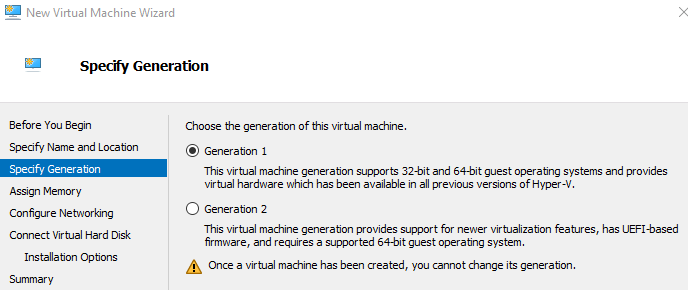 New Virtual Machine Wizard
Specify Generation
Before You Begin
Specify Name and Location
Specify Generation
Assign Memory
Configure Networking
Connect Virtual Hard Disk
Installation Options
Summary
Choose the generation of this virtual machine.
Generation 1
This virtual machine generation supports 32-bit and 64-bit guest operating systems and provides
virtual hardware which has been available in all previous versions of Hyper-V.
Generation 2
This virtual machine generation provides support for newer virtualization features, has UEFI-based
firmware, and requires a supported 64-bit guest operating system.
Once a virtual machine has been created, you cannot change its generation.